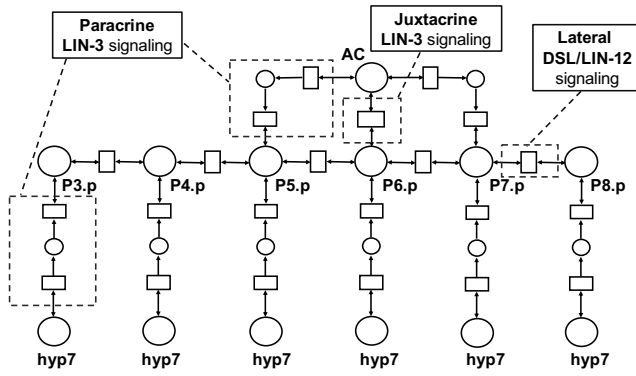 Paracrine
LIN-3 signaling
Juxtacrine
LIN-3 signaling
Lateral
DSL/LIN-12
signaling
AC
P3.p
P4.p
P5.p
P6.p
P7.p
P8.p
hyp7
hyp7
hyp7
hyp7
hyp7
hyp7